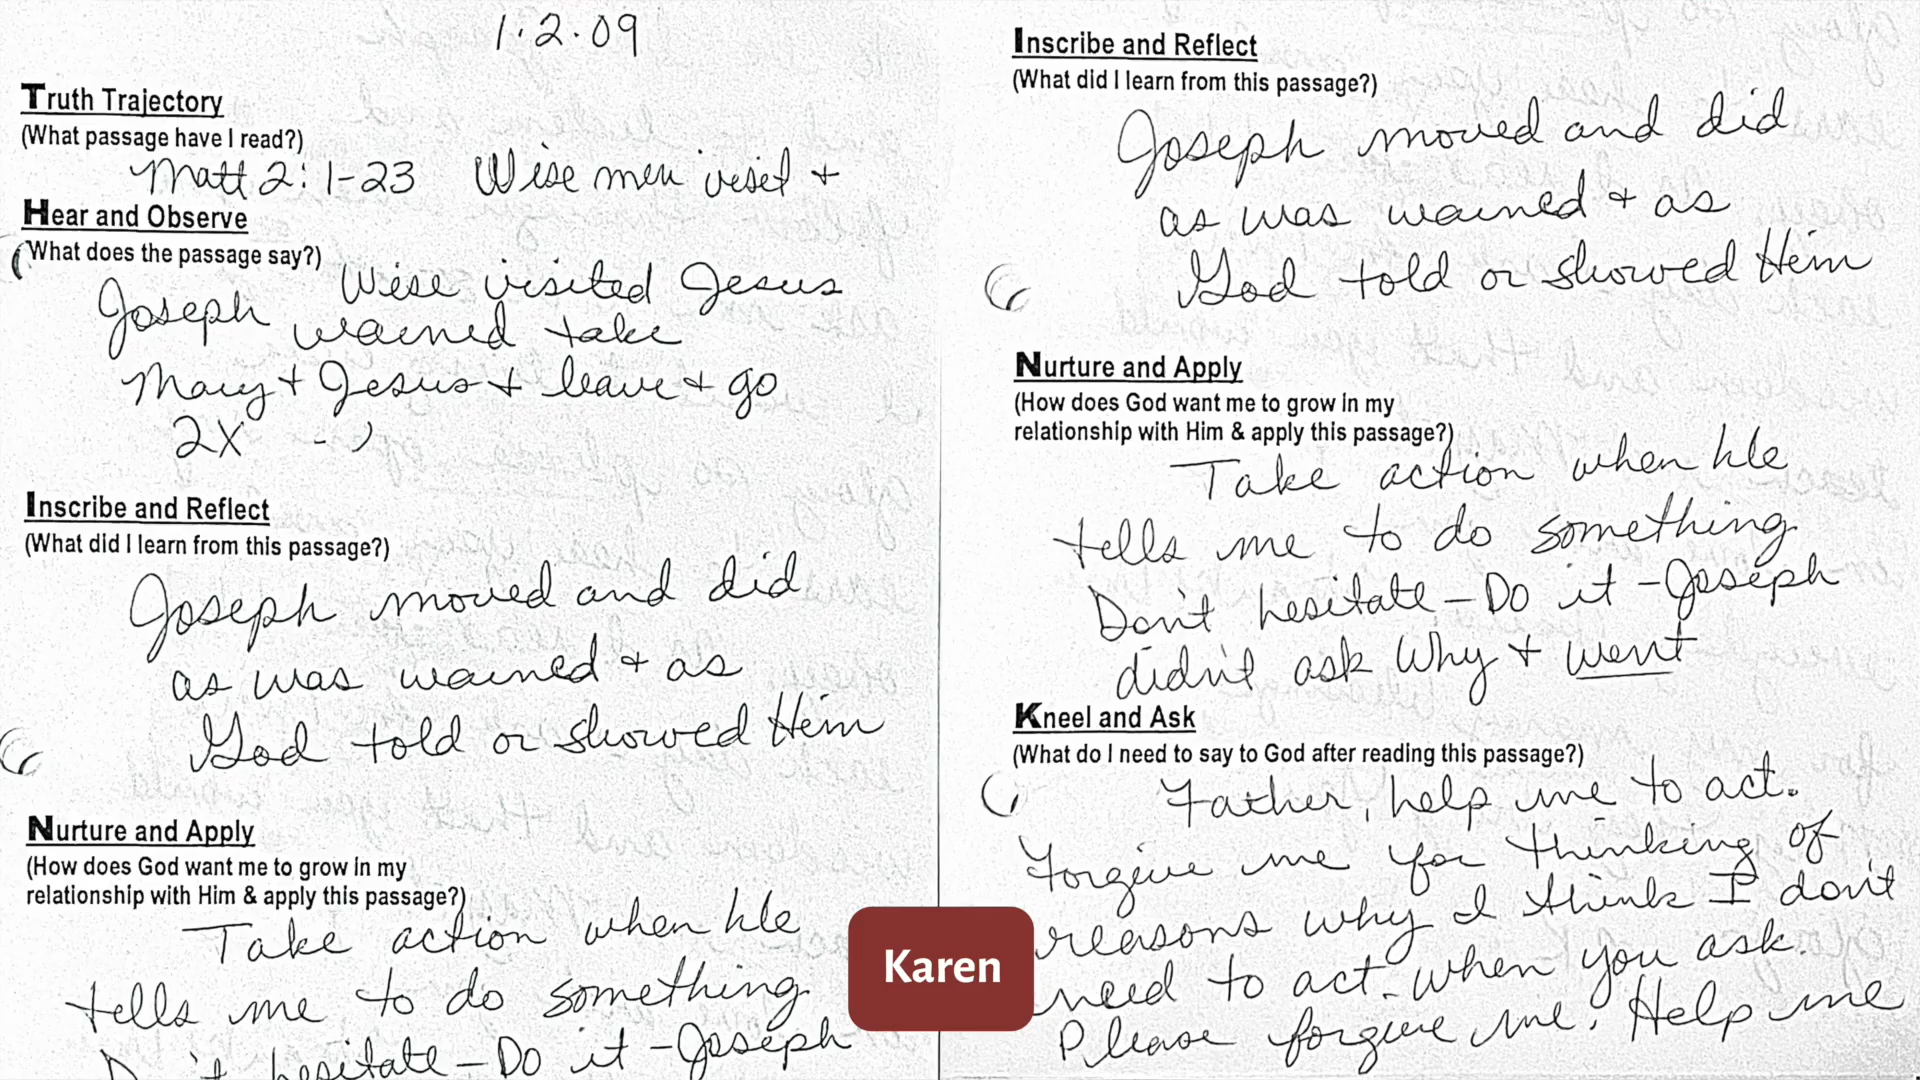 1.2.09
Truth Trajectory
(What passage have I read?)
Matt 2:1-23 Wise men visit +
Hear and Observe
(What does the passage say?)
Wise visited Jesus
Joseph warned take
Mary + Jesus + leave + go
2X
Inscribe and Reflect
(What did I learn from this passage?)
Joseph moved and did
as was warned + as
God told or showed Him
Nurture and Apply
(How does God want me to grow in my
relationship with Him & apply this passage?)
Take action when He
tells me to do something
Don't hesitate - Do it - Joseph
Inscribe and Reflect
(What did I learn from this passage?)
Joseph moved and did
as was warned + as
God told or showed Him
Nurture and Apply
(How does God want me to grow in my
relationship with Him & apply this passage?)
Take action when He
tells me to do something
Don't hesitate - Do it - Joseph
didn't ask Why + went
Kneel and Ask
(What do I need to say to God after reading this passage?)
Father, help me to act.
Forgive me for thinking of
reasons why I think I don't
need to act when you ask.
Please forgive me. Help me
Karen